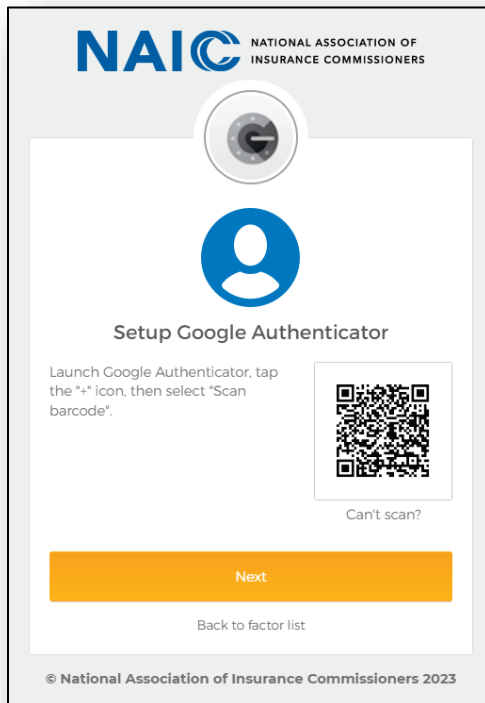 NAIC NATIONAL ASSOCIATION OF
INSURANCE COMMISSIONERS
Setup Google Authenticator
Launch Google Authenticator, tap
the "+" icon, then select "Scan
barcode".
Can't scan?
Next
Back to factor list
© National Association of Insurance Commissioners 2023